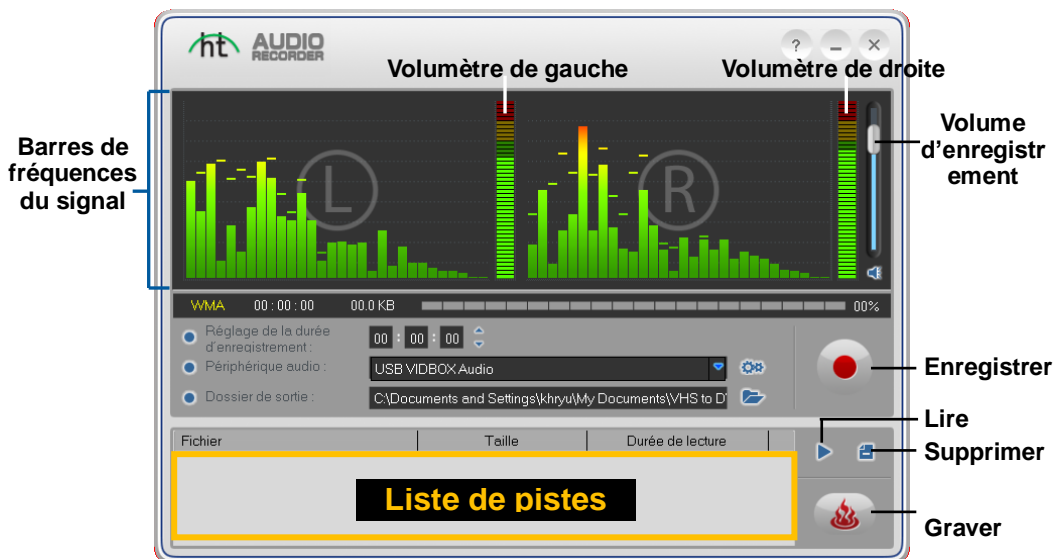 ht AUDIO
RECORDER
?
Volumètre de gauche
Volumètre de droite
Barres de
fréquences
du signal
L
R
Volume
d'enregistr
ement
WMA 00 : 00 : 00 00.0 KB 00%
Réglage de la durée
d'enregistrement :
00 : 00 : 00
Périphérique audio :
USB VIDBOX Audio
Dossier de sortie :
C:\Documents and Settings\khryu\My Documents\VHS to D
Enregistrer
Lire
Supprimer
Graver
Fichier Taille Durée de lecture
Liste de pistes